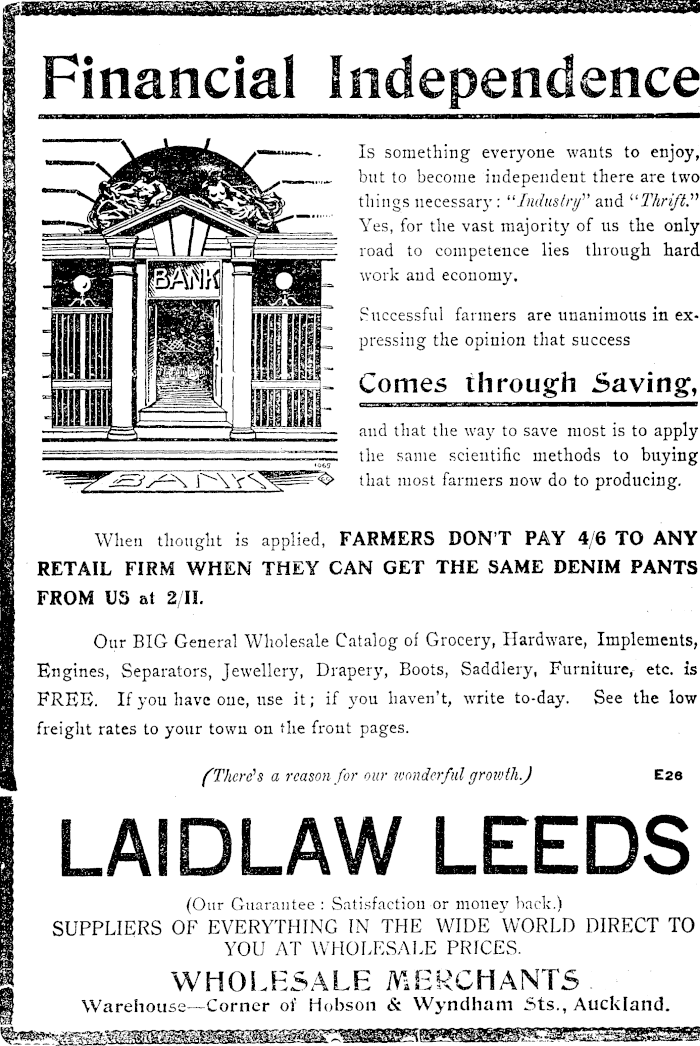 Financial Independence
Is something everyone wants to enjoy,
but to become independent there are two
things necessary: "Industry" and "Thrift."
Yes, for the vast majority of us the only
road to competence lies through hard
work and economy.
Successful farmers are unanimous in ex-
pressing the opinion that success
Comes through Saving,
and that the way to save most is to apply
the same scientific methods to buying
that most farmers now do to producing.
BANK
1065
BANK
When thought is applied, FARMERS DON'T PAY 4/6 TO ANY
RETAIL FIRM WHEN THEY CAN GET THE SAME DENIM PANTS
FROM US at 2/11.
Our BIG General Wholesale Catalog of Grocery, Hardware, Implements,
Engines, Separators, Jewellery, Drapery, Boots, Saddlery, Furniture, etc. is
FREE. If you have one, use it; if you haven't, write to-day. See the low
freight rates to your town on the front pages.
(There's a reason for our wonderful growth.) E26
LAIDLAW LEEDS
(Our Guarantee: Satisfaction or money back.)
SUPPLIERS OF EVERYTHING IN THE WIDE WORLD DIRECT TO
YOU AT WHOLESALE PRICES.
WHOLESALE MERCHANTS
Warehouse—Corner of Hobson & Wyndham Sts., Auckland.